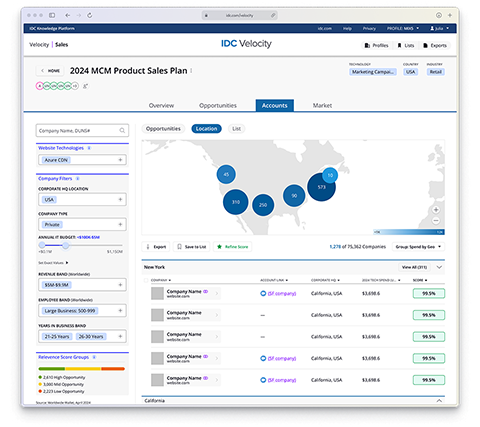 idc.com/velocity
IDC Knowledge Platform
idc.com Help Privacy PROFILE: MEIS julia
Velocity | Sales
IDC Velocity
Profiles Lists Exports
HOME
2024 MCM Product Sales Plan
TECHNOLOGY COUNTRY INDUSTRY
Marketing Campai... USA Retail
Overview Opportunities Accounts Market
Company Name, DUNS#
Opportunities Location List
Website Technologies
Azure CDN
Company Filters
CORPORATE HQ LOCATION
USA
COMPANY TYPE
Private
ANNUAL IT BUDGET: <$100K-$5M
<$0.1M $1,150M
Set Exact Values
REVENUE BAND (Worldwide)
$5M-$9.9M
EMPLOYEE BAND (Worldwide)
Large Business: 500-999
YEARS IN BUSINESS BAND
21-25 Years 26-30 Years
Relevence Score Groups
2,610 High Opportunity
3,000 Mid Opportunity
2,223 Low Opportunity
Source: Worldwide Wallet, April 2024
45
310
250
90
573
10
Export Save to List Refine Score
1,278 of 75,362 Companies
Group: Spend by Geo
New York
View All (311)
COMPANY ACCOUNT LINK CORPORATE HQ 2024 TECH SPEND (... SCORE
Company Name
website.com
(SF company) California, USA $3,698.6 99.5%
Company Name
website.com
— California, USA $3,698.6 99.5%
Company Name
website.com
— California, USA $3,698.6 99.5%
Company Name
website.com
(SF company) California, USA $3,698.6 99.5%
Company Name
website.com
(SF company) California, USA $3,698.6 99.5%
California